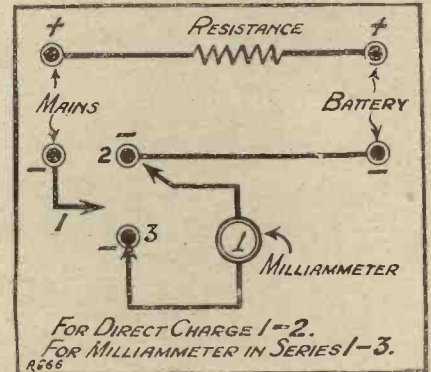 RESISTANCE
+ +
MAINS
BATTERY
- 2 - -
1
- 3
1
MILLIAMMETER
FOR DIRECT CHARGE 1-2.
FOR MILLIAMMETER IN SERIES 1-3.
R666